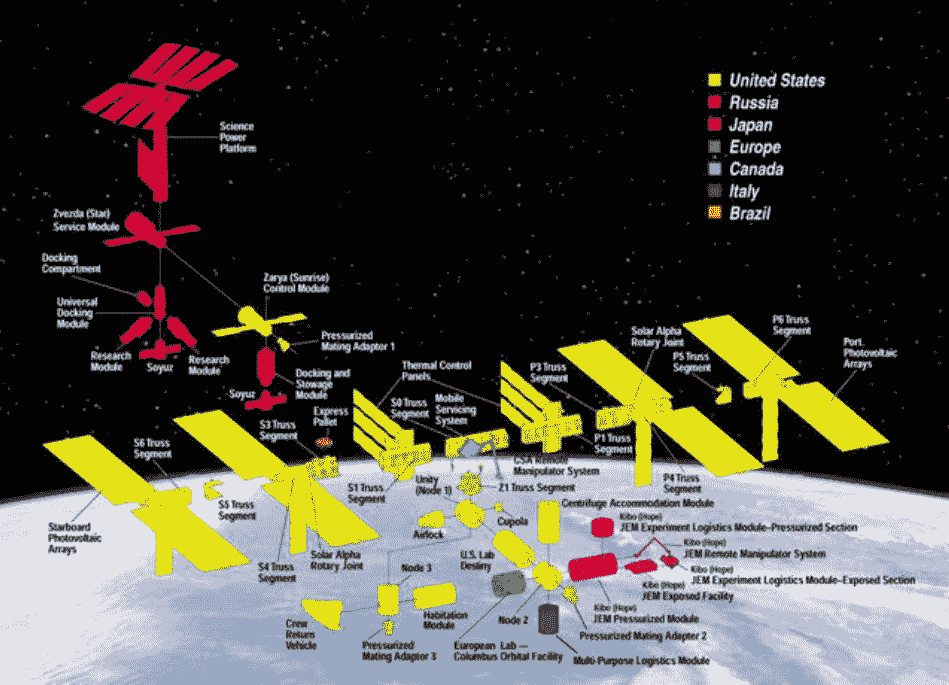 United States
Russia
Japan
Europe
Canada
Italy
Brazil
Science
Power
Platform
Zvezda (Star)
Service Module
Docking
Compartment
Universal
Docking
Module
Research
Module
Soyuz
Research
Module
Zarya (Sunrise)
Control Module
Pressurized
Mating Adaptor 1
Docking and
Stowage
Module
Soyuz
Thermal Control
Panels
S0 Truss
Segment
Mobile
Servicing
System
P3 Truss
Segment
Solar Alpha
Rotary Joint
P5 Truss
Segment
P6 Truss
Segment
Port
Photovoltaic
Arrays
Express
Pallet
S3 Truss
Segment
S6 Truss
Segment
P1 Truss
Segment
CSA Remote
Manipulator System
P4 Truss
Segment
S1 Truss
Segment
Unity
(Node 1)
Z1 Truss Segment
S5 Truss
Segment
Starboard
Photovoltaic
Arrays
Centrifuge Accommodation Module
Cupola
Airlock
Kibo (Hope)
JEM Experiment Logistics Module–Pressurized Section
Kibo (Hope)
JEM Remote Manipulator System
Kibo (Hope)
JEM Experiment Logistics Module–Exposed Section
Kibo (Hope)
JEM Exposed Facility
Kibo (Hope)
JEM Pressurized Module
S4 Truss
Segment
Solar Alpha
Rotary Joint
U.S. Lab
Destiny
Node 3
Habitation
Module
Crew
Return
Vehicle
Node 2
Pressurized Mating Adapter 2
Pressurized
Mating Adaptor 3
European Lab —
Columbus Orbital Facility
Multi-Purpose Logistics Module